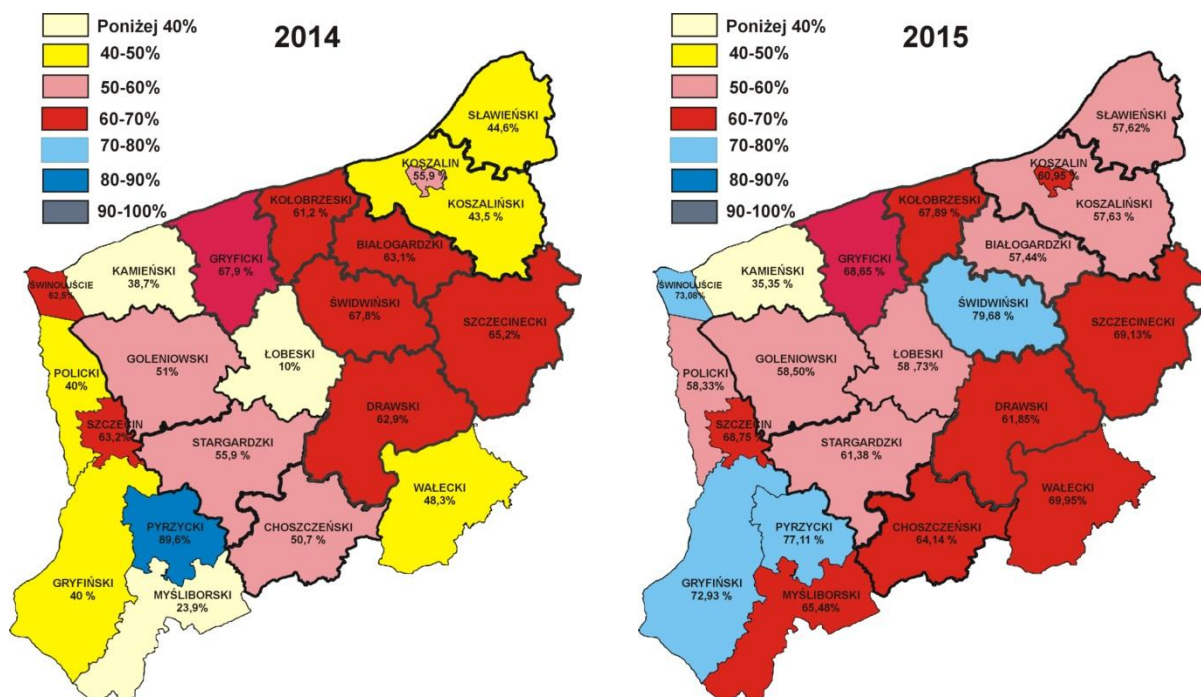 Poniżej 40%
40-50%
50-60%
60-70%
70-80%
80-90%
90-100%
2014
SŁAWIEŃSKI
44,6%
KOSZALIN
55,9 %
KOSZALIŃSKI
43,5 %
KOŁOBRZESKI
61,2 %
BIAŁOGARDZKI
63,1%
GRYFICKI
67,9 %
KAMIEŃSKI
38,7%
ŚWINOUJŚCIE
62,5%
ŚWIDWIŃSKI
67,8%
SZCZECINECKI
65,2%
GOLENIOWSKI
51%
ŁOBESKI
10%
POLICKI
40%
DRAWSKI
62,9%
SZCZECIN
63,2%
STARGARDZKI
55,9 %
WAŁECKI
48,3%
PYRZYCKI
89,6%
CHOSZCZEŃSKI
50,7 %
GRYFIŃSKI
40 %
MYŚLIBORSKI
23,9%
Poniżej 40%
40-50%
50-60%
60-70%
70-80%
80-90%
90-100%
2015
SŁAWIEŃSKI
57,62%
KOSZALIN
60,95 %
KOSZALIŃSKI
57,63 %
KOŁOBRZESKI
67,89 %
BIAŁOGARDZKI
57,44%
GRYFICKI
68,65 %
KAMIEŃSKI
35,35 %
ŚWINOUJŚCIE
73,08%
ŚWIDWIŃSKI
79,68 %
SZCZECINECKI
69,13%
GOLENIOWSKI
58,50%
ŁOBESKI
58 ,73%
POLICKI
58,33%
DRAWSKI
61,85%
SZCZECIN
68,75
STARGARDZKI
61,38 %
WAŁECKI
69,95%
PYRZYCKI
77,11 %
CHOSZCZEŃSKI
64,14 %
GRYFIŃSKI
72,93 %
MYŚLIBORSKI
65,48%